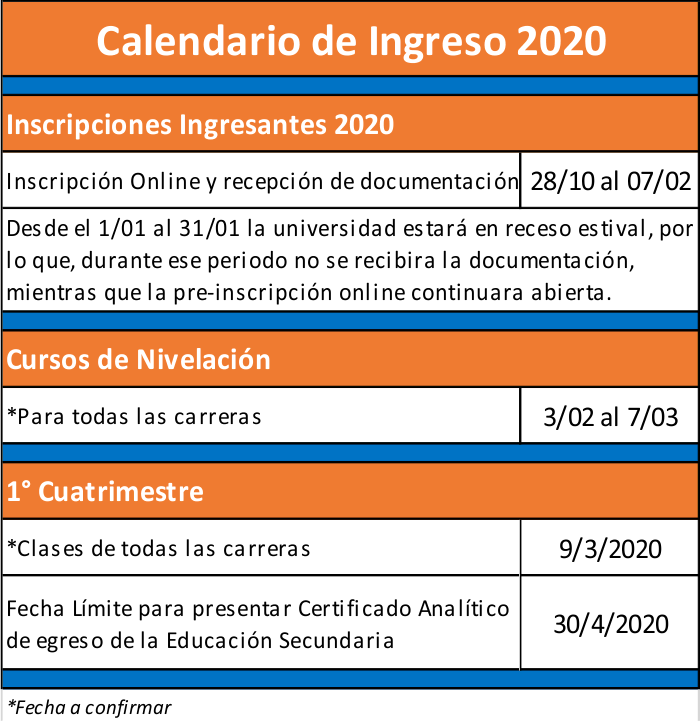 Calendario de Ingreso 2020
Inscripciones Ingresantes 2020
Inscripción Online y recepción de documentación 28/10 al 07/02
Desde el 1/01 al 31/01 la universidad estará en receso estival, por
lo que, durante ese periodo no se recibira la documentación,
mientras que la pre-inscripción online continuara abierta.
Cursos de Nivelación
*Para todas las carreras 3/02 al 7/03
1° Cuatrimestre
*Clases de todas las carreras 9/3/2020
Fecha Límite para presentar Certificado Analítico
de egreso de la Educación Secundaria 30/4/2020
*Fecha a confirmar